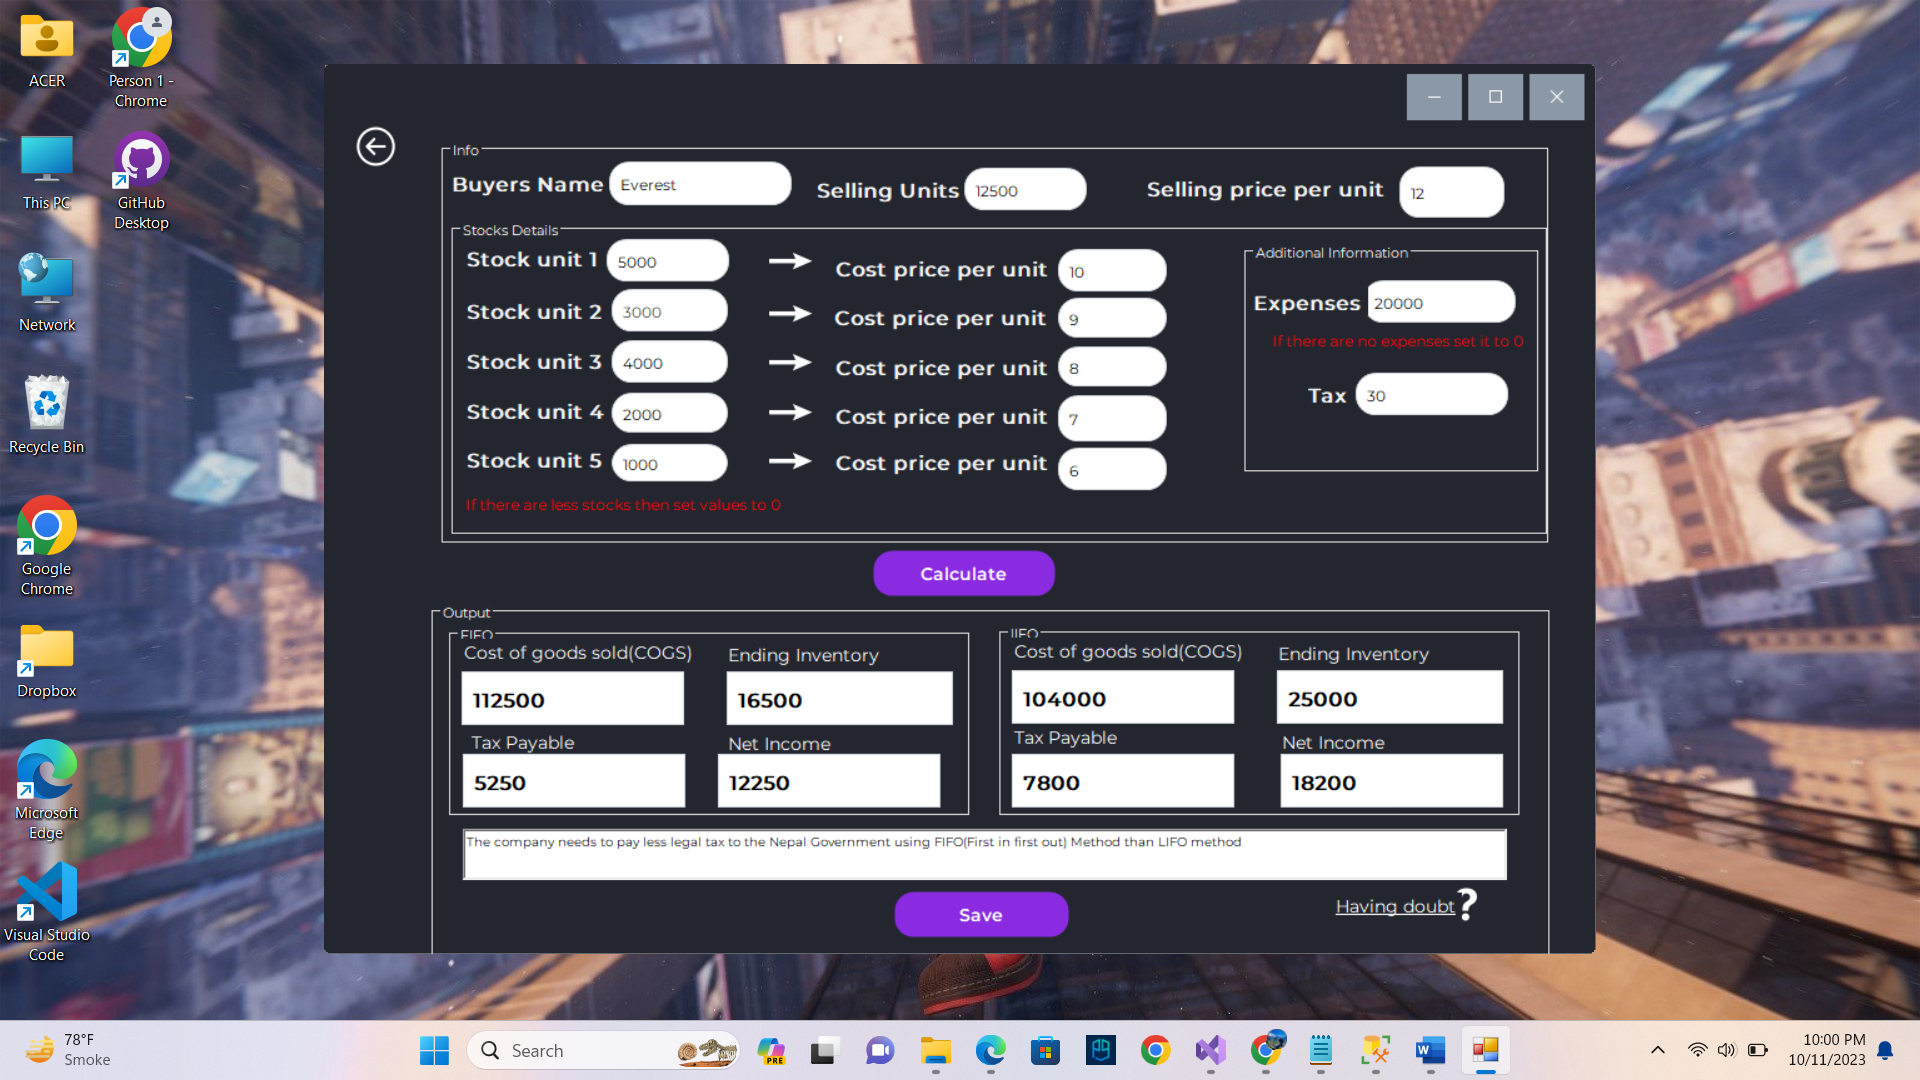 ACER
Person 1 -
Chrome
This PC
GitHub
Desktop
Network
Recycle Bin
Google
Chrome
Dropbox
Microsoft
Edge
Visual Studio
Code
Info
Buyers Name Everest
Selling Units 12500
Selling price per unit 12
Stocks Details
Stock unit 1 5000
Cost price per unit 10
Stock unit 2 3000
Cost price per unit 9
Stock unit 3 4000
Cost price per unit 8
Stock unit 4 2000
Cost price per unit 7
Stock unit 5 1000
Cost price per unit 6
If there are less stocks then set values to 0
Additional Information
Expenses 20000
If there are no expenses set it to 0
Tax 30
Calculate
Output
FIFO
Cost of goods sold(COGS)
Ending Inventory
112500
16500
Tax Payable
Net Income
5250
12250
Cost of goods sold(COGS)
Ending Inventory
104000
25000
Tax Payable
Net Income
7800
18200
The company needs to pay less legal tax to the Nepal Government using FIFO(First in first out) Method than LIFO method
Save
Having doubt ?
78°F
Smoke
Search
PRE
10:00 PM
10/11/2023